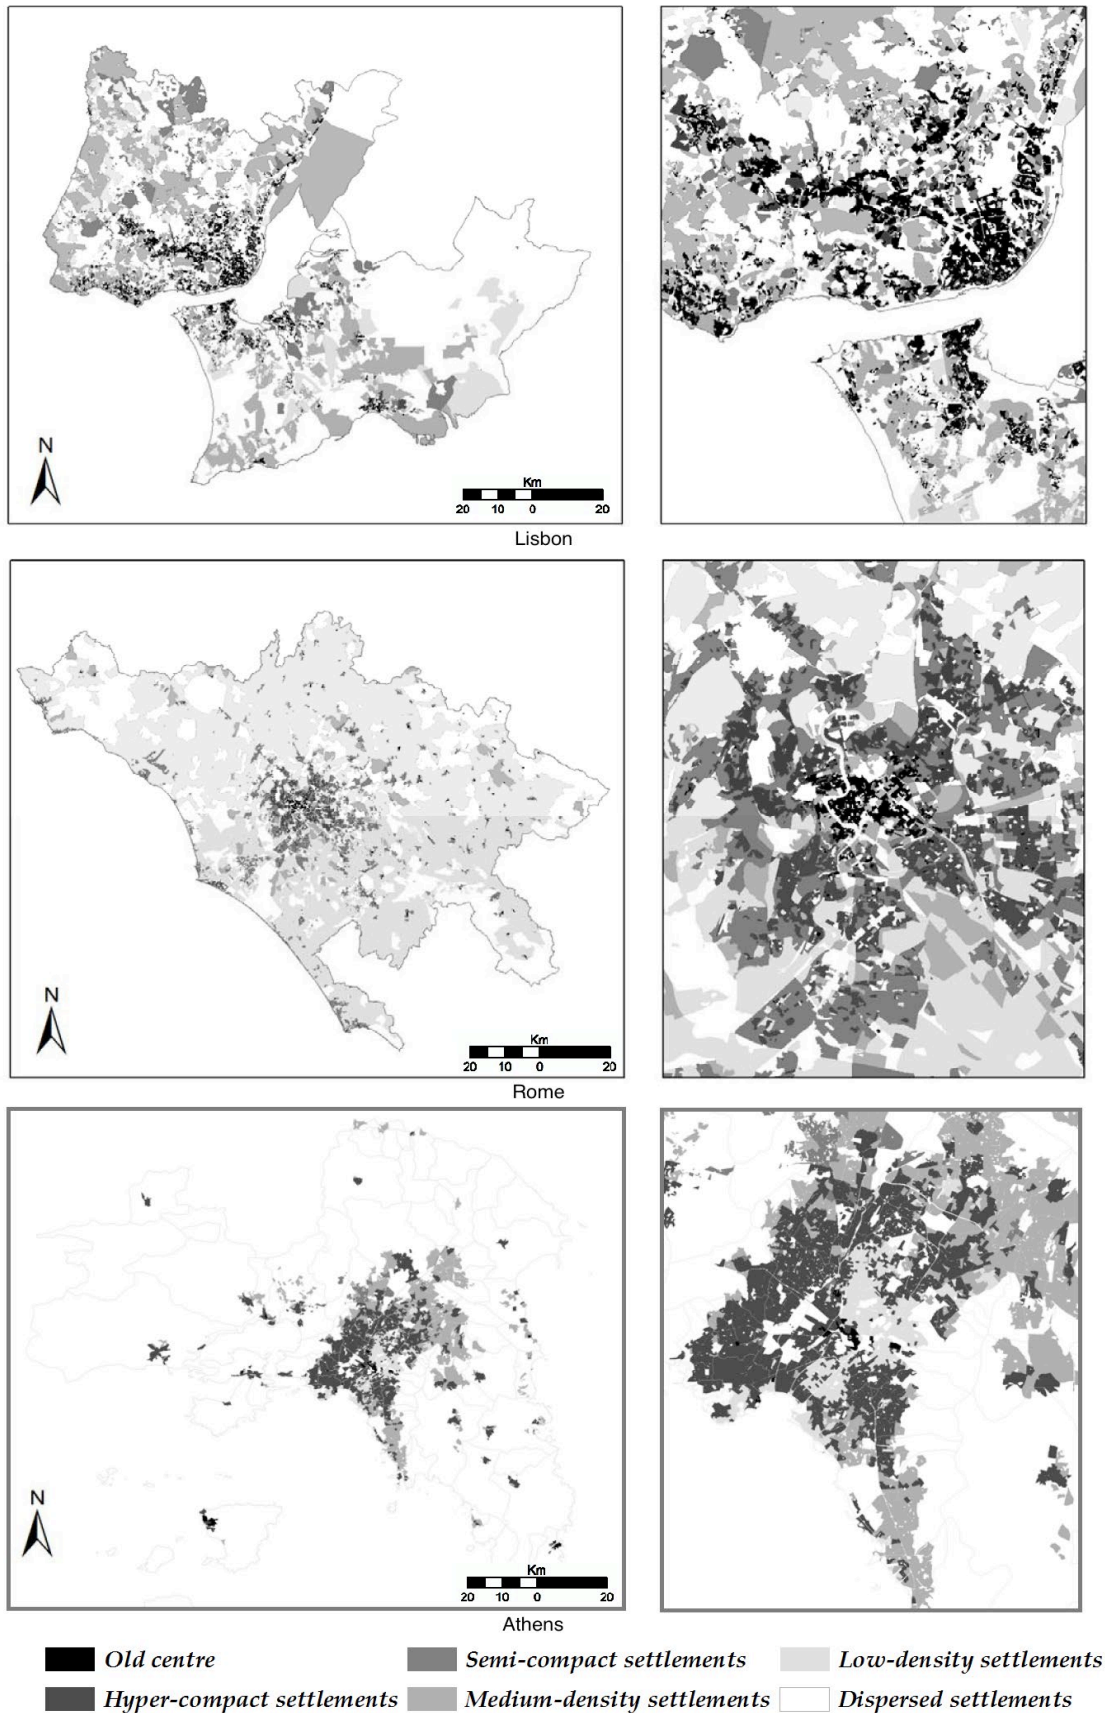 N
Km
20 10 0 20
Lisbon
N
Km
20 10 0 20
Rome
N
Km
20 10 0 20
Athens
Old centre
Semi-compact settlements
Low-density settlements
Hyper-compact settlements
Medium-density settlements
Dispersed settlements